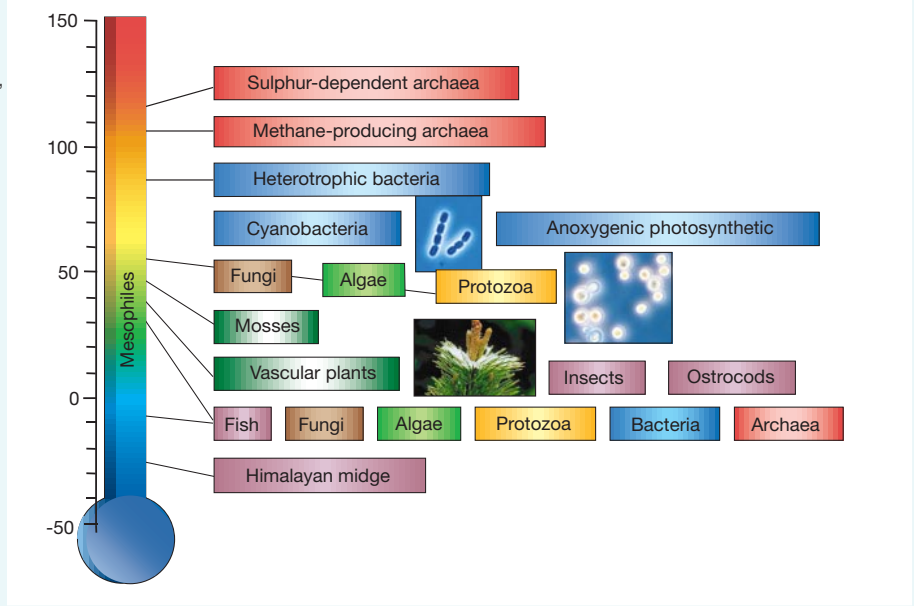 150
Sulphur-dependent archaea
Methane-producing archaea
100
Heterotrophic bacteria
Cyanobacteria
Anoxygenic photosynthetic
50
Fungi
Algae
Protozoa
Mesophiles
Mosses
Vascular plants
Insects
Ostrocods
0
Fish
Fungi
Algae
Protozoa
Bacteria
Archaea
Himalayan midge
-50